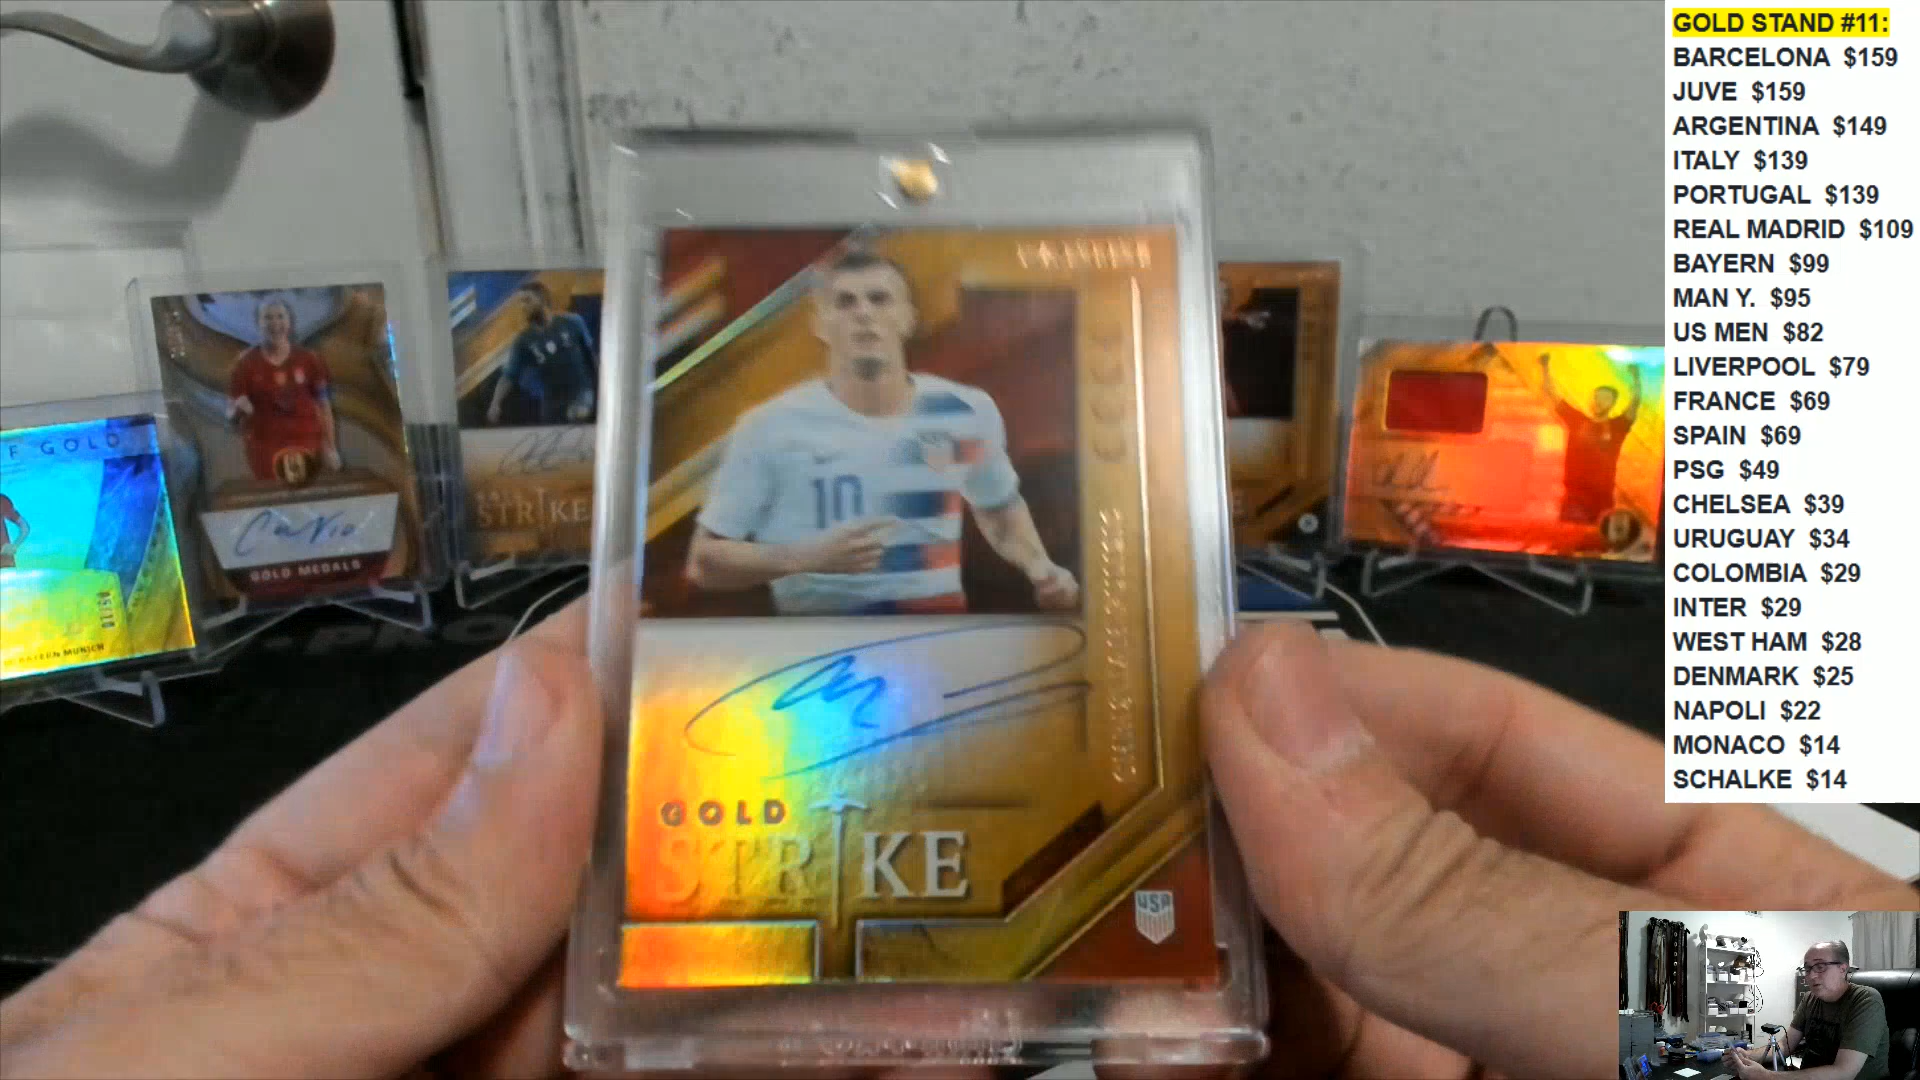 GOLD STAND #11:
BARCELONA $159
JUVE $159
ARGENTINA $149
ITALY $139
PORTUGAL $139
REAL MADRID $109
BAYERN $99
MAN Y. $95
US MEN $82
LIVERPOOL $79
FRANCE $69
SPAIN $69
PSG $49
CHELSEA $39
URUGUAY $34
COLOMBIA $29
INTER $29
WEST HAM $28
DENMARK $25
NAPOLI $22
MONACO $14
SCHALKE $14
F GOLD
BAYERN MUNICH
GOLD MEDALS
STRIKE
10
GOLD
STRIKE
USA